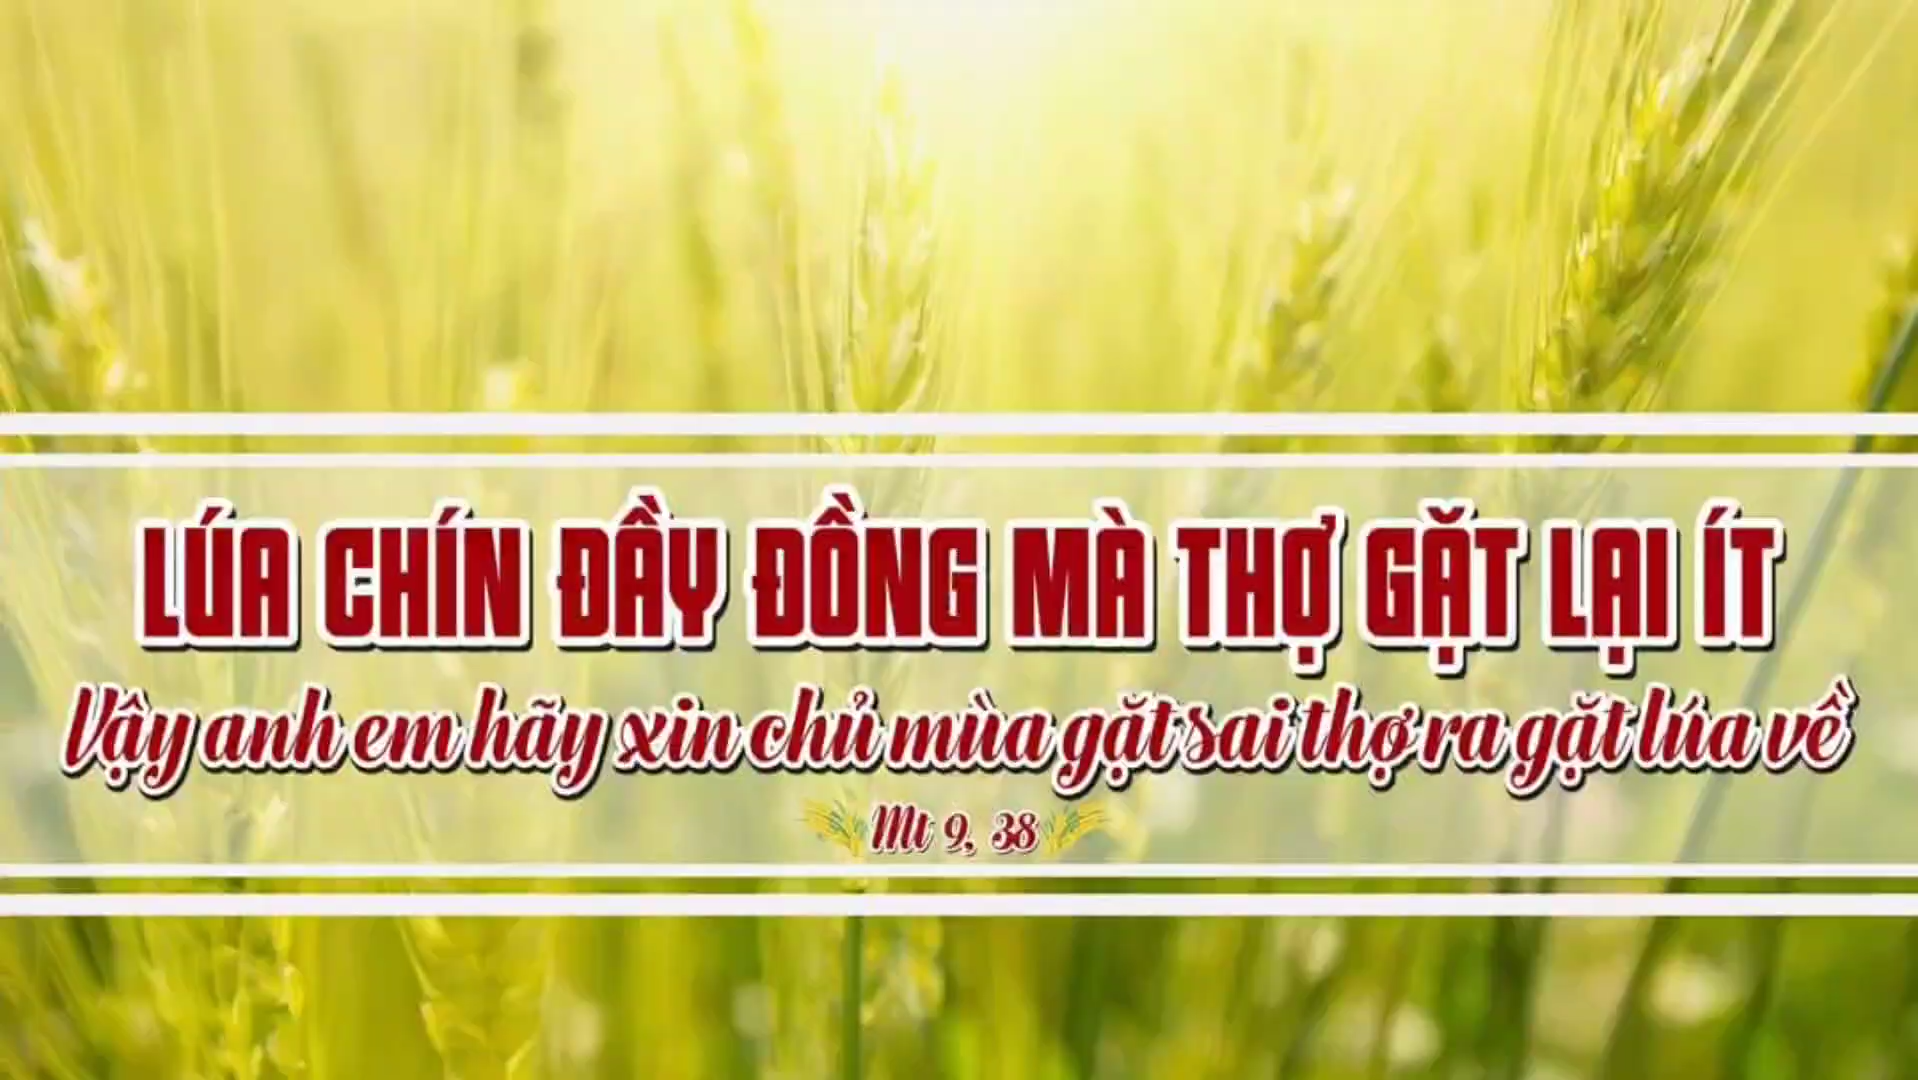 LÚA CHÍN ĐẦY ĐỒNG MÀ THỢ GẶT LẠI ÍT
Vậy anh em hãy xin chủ mùa gặt sai thợ ra gặt lúa về
Mt 9, 38